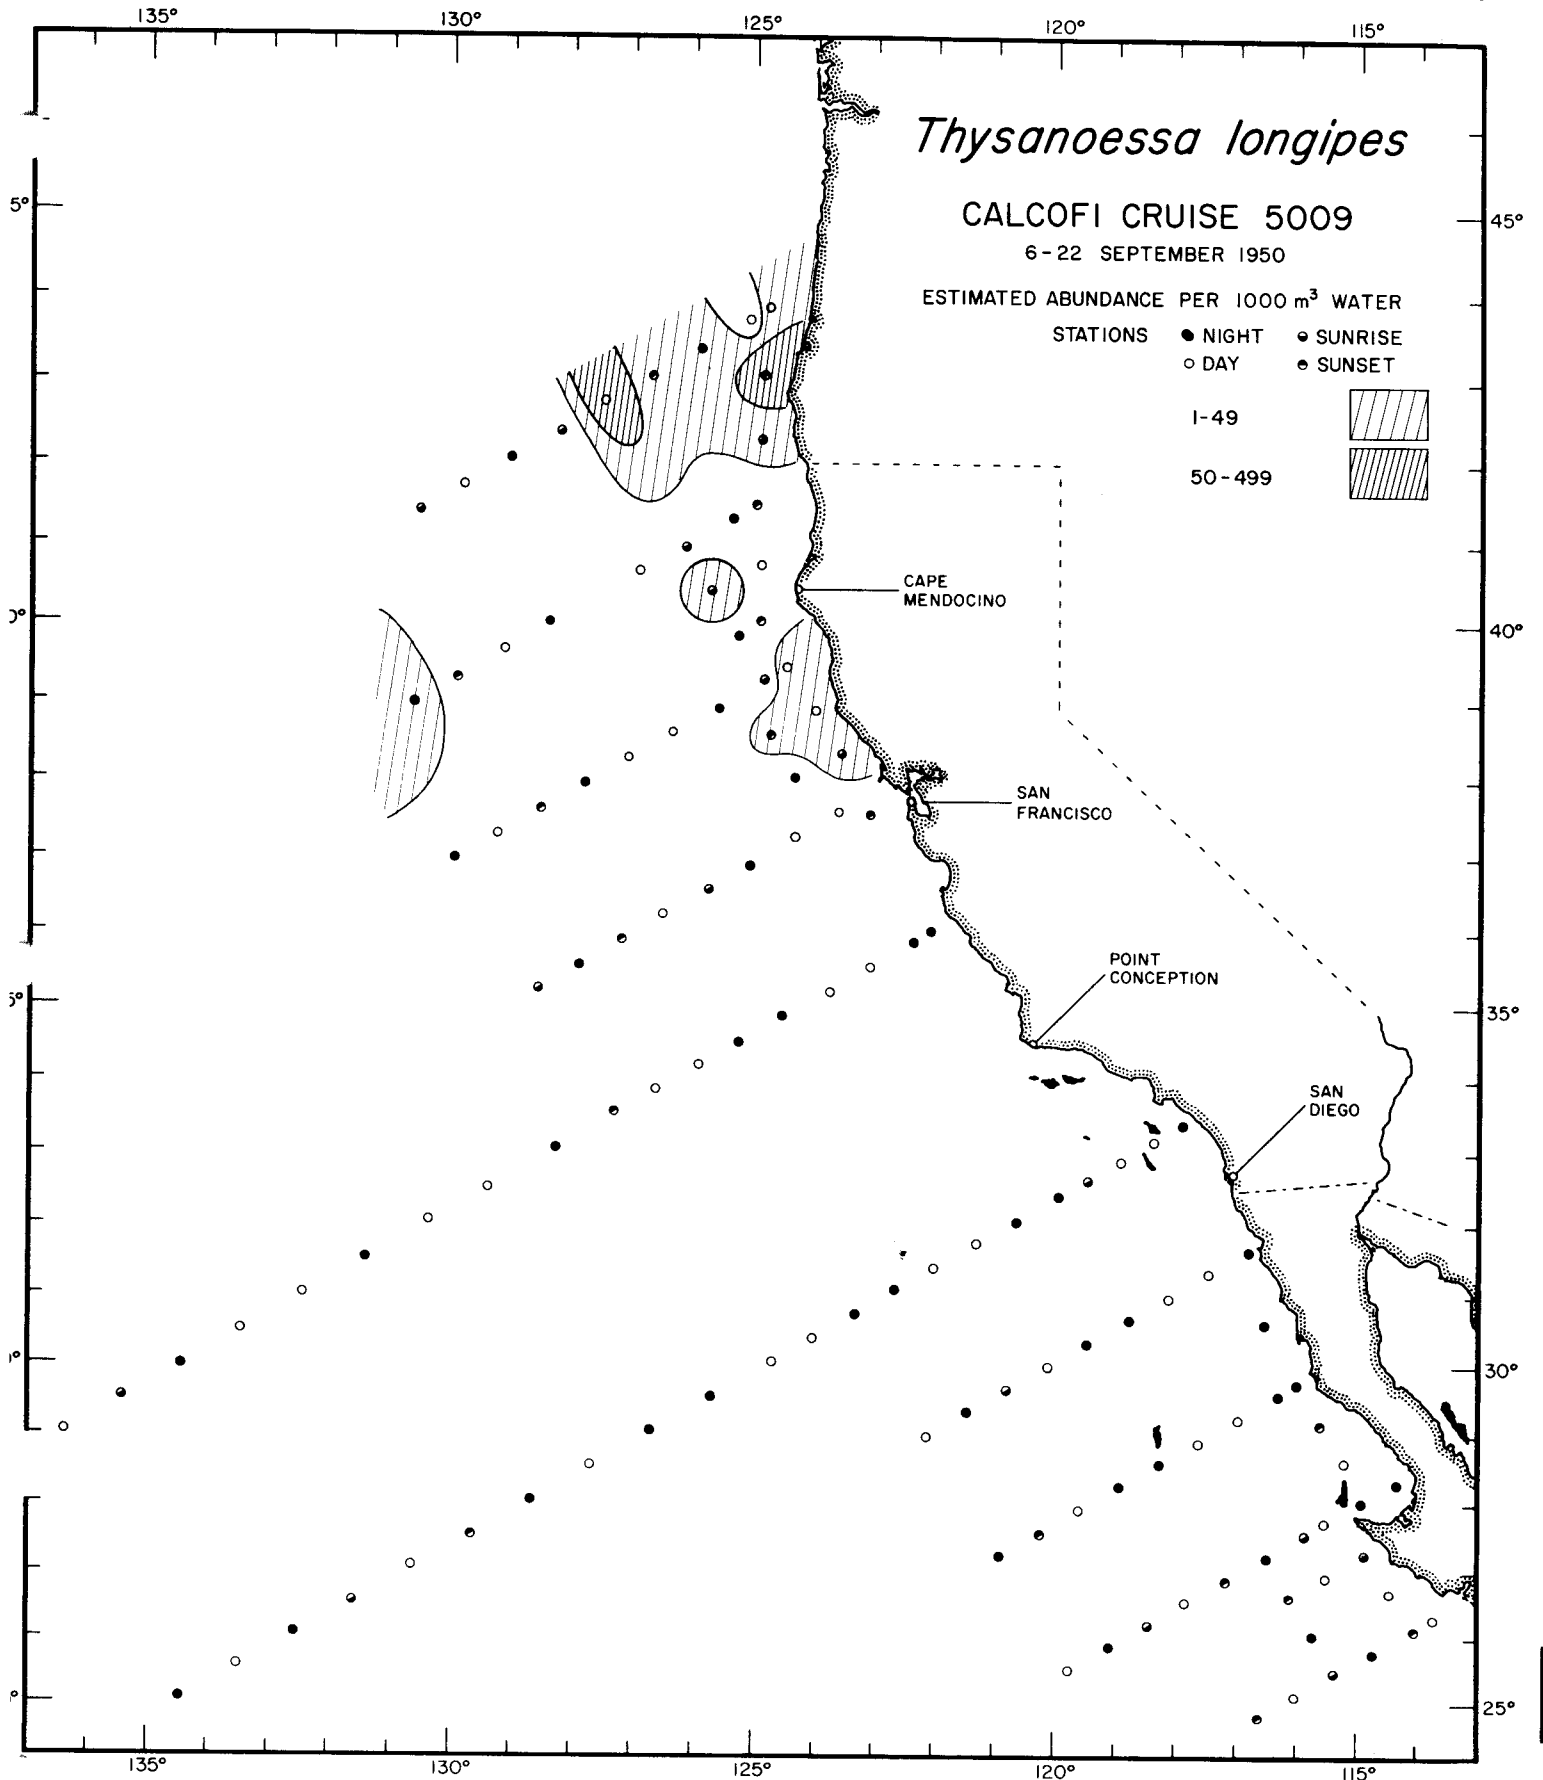 135° 130° 125° 120° 115°
Thysanoessa longipes
5° 45°
CALCOFI CRUISE 5009
6-22 SEPTEMBER 1950
ESTIMATED ABUNDANCE PER 1000 m³ WATER
STATIONS NIGHT SUNRISE
DAY SUNSET
1-49
50-499
CAPE
MENDOCINO
40°
SAN
FRANCISCO
POINT
CONCEPTION
5° 35°
SAN
DIEGO
30°
25°
135° 130° 125° 120° 115°